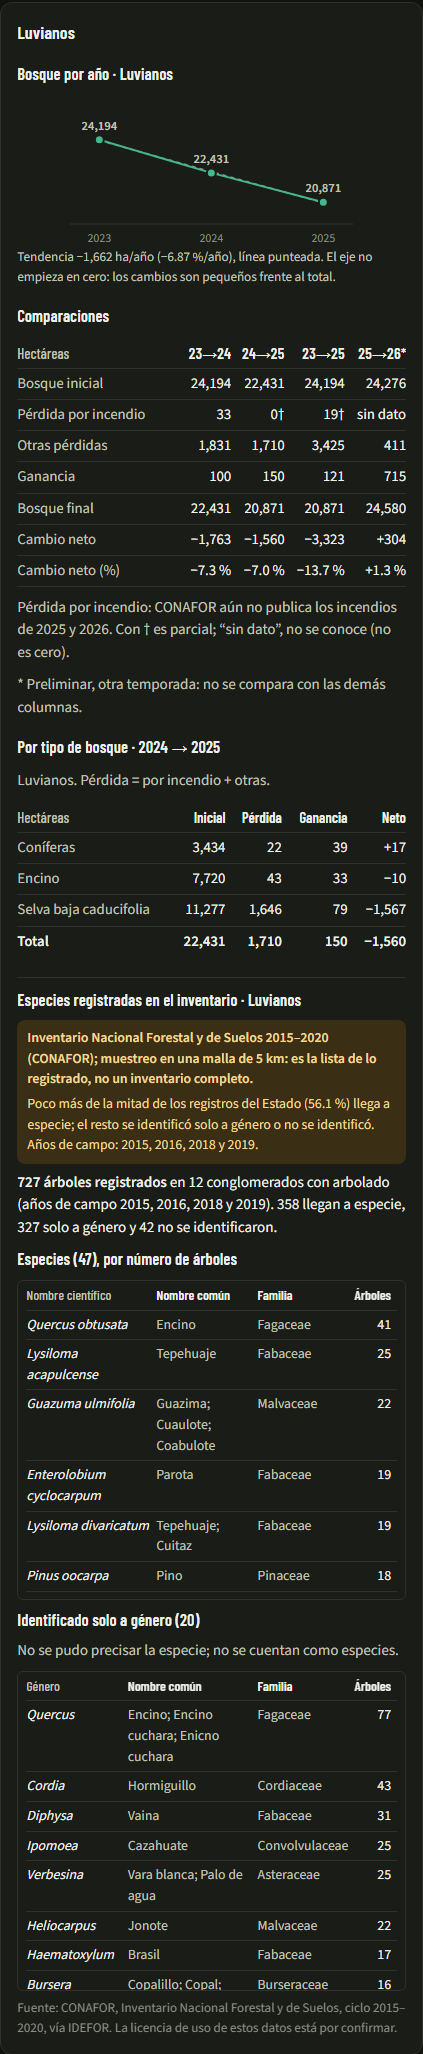 Luvianos
Bosque por año · Luvianos
24,194
22,431
20,871
2023 2024 2025
Tendencia −1,662 ha/año (−6.87 %/año), línea punteada. El eje no
empieza en cero: los cambios son pequeños frente al total.
Comparaciones
Hectáreas 23→24 24→25 23→25 25→26*
Bosque inicial 24,194 22,431 24,194 24,276
Pérdida por incendio 33 0† 19† sin dato
Otras pérdidas 1,831 1,710 3,425 411
Ganancia 100 150 121 715
Bosque final 22,431 20,871 20,871 24,580
Cambio neto −1,763 −1,560 −3,323 +304
Cambio neto (%) −7.3 % −7.0 % −13.7 % +1.3 %
Pérdida por incendio: CONAFOR aún no publica los incendios
de 2025 y 2026. Con † es parcial; “sin dato”, no se conoce (no
es cero).
* Preliminar, otra temporada: no se compara con las demás
columnas.
Por tipo de bosque · 2024 → 2025
Luvianos. Pérdida = por incendio + otras.
Hectáreas Inicial Pérdida Ganancia Neto
Coníferas 3,434 22 39 +17
Encino 7,720 43 33 −10
Selva baja caducifolia 11,277 1,646 79 −1,567
Total 22,431 1,710 150 −1,560
Especies registradas en el inventario · Luvianos
Inventario Nacional Forestal y de Suelos 2015–2020
(CONAFOR); muestreo en una malla de 5 km: es la lista de lo
registrado, no un inventario completo.
Poco más de la mitad de los registros del Estado (56.1 %) llega a
especie; el resto se identificó solo a género o no se identificó.
Años de campo: 2015, 2016, 2018 y 2019.
727 árboles registrados en 12 conglomerados con arbolado
(años de campo 2015, 2016, 2018 y 2019). 358 llegan a especie,
327 solo a género y 42 no se identificaron.
Especies (47), por número de árboles
Nombre científico Nombre común Familia Árboles
Quercus obtusata Encino Fagaceae 41
Lysiloma Tepehuaje Fabaceae 25
acapulcense
Guazuma ulmifolia Guazima; Malvaceae 22
Cuaulote;
Coabulote
Enterolobium Parota Fabaceae 19
cyclocarpum
Lysiloma divaricatum Tepehuaje; Fabaceae 19
Cuitaz
Pinus oocarpa Pino Pinaceae 18
Identificado solo a género (20)
No se pudo precisar la especie; no se cuentan como especies.
Género Nombre común Familia Árboles
Quercus Encino; Encino Fagaceae 77
cuchara; Enicno
cuchara
Cordia Hormiguillo Cordiaceae 43
Diphysa Vaina Fabaceae 31
Ipomoea Cazahuate Convolvulaceae 25
Verbesina Vara blanca; Palo de Asteraceae 25
agua
Heliocarpus Jonote Malvaceae 22
Haematoxylum Brasil Fabaceae 17
Bursera Copalillo; Copal; Burseraceae 16
Fuente: CONAFOR, Inventario Nacional Forestal y de Suelos, ciclo 2015–
2020, vía IDEFOR. La licencia de uso de estos datos está por confirmar.